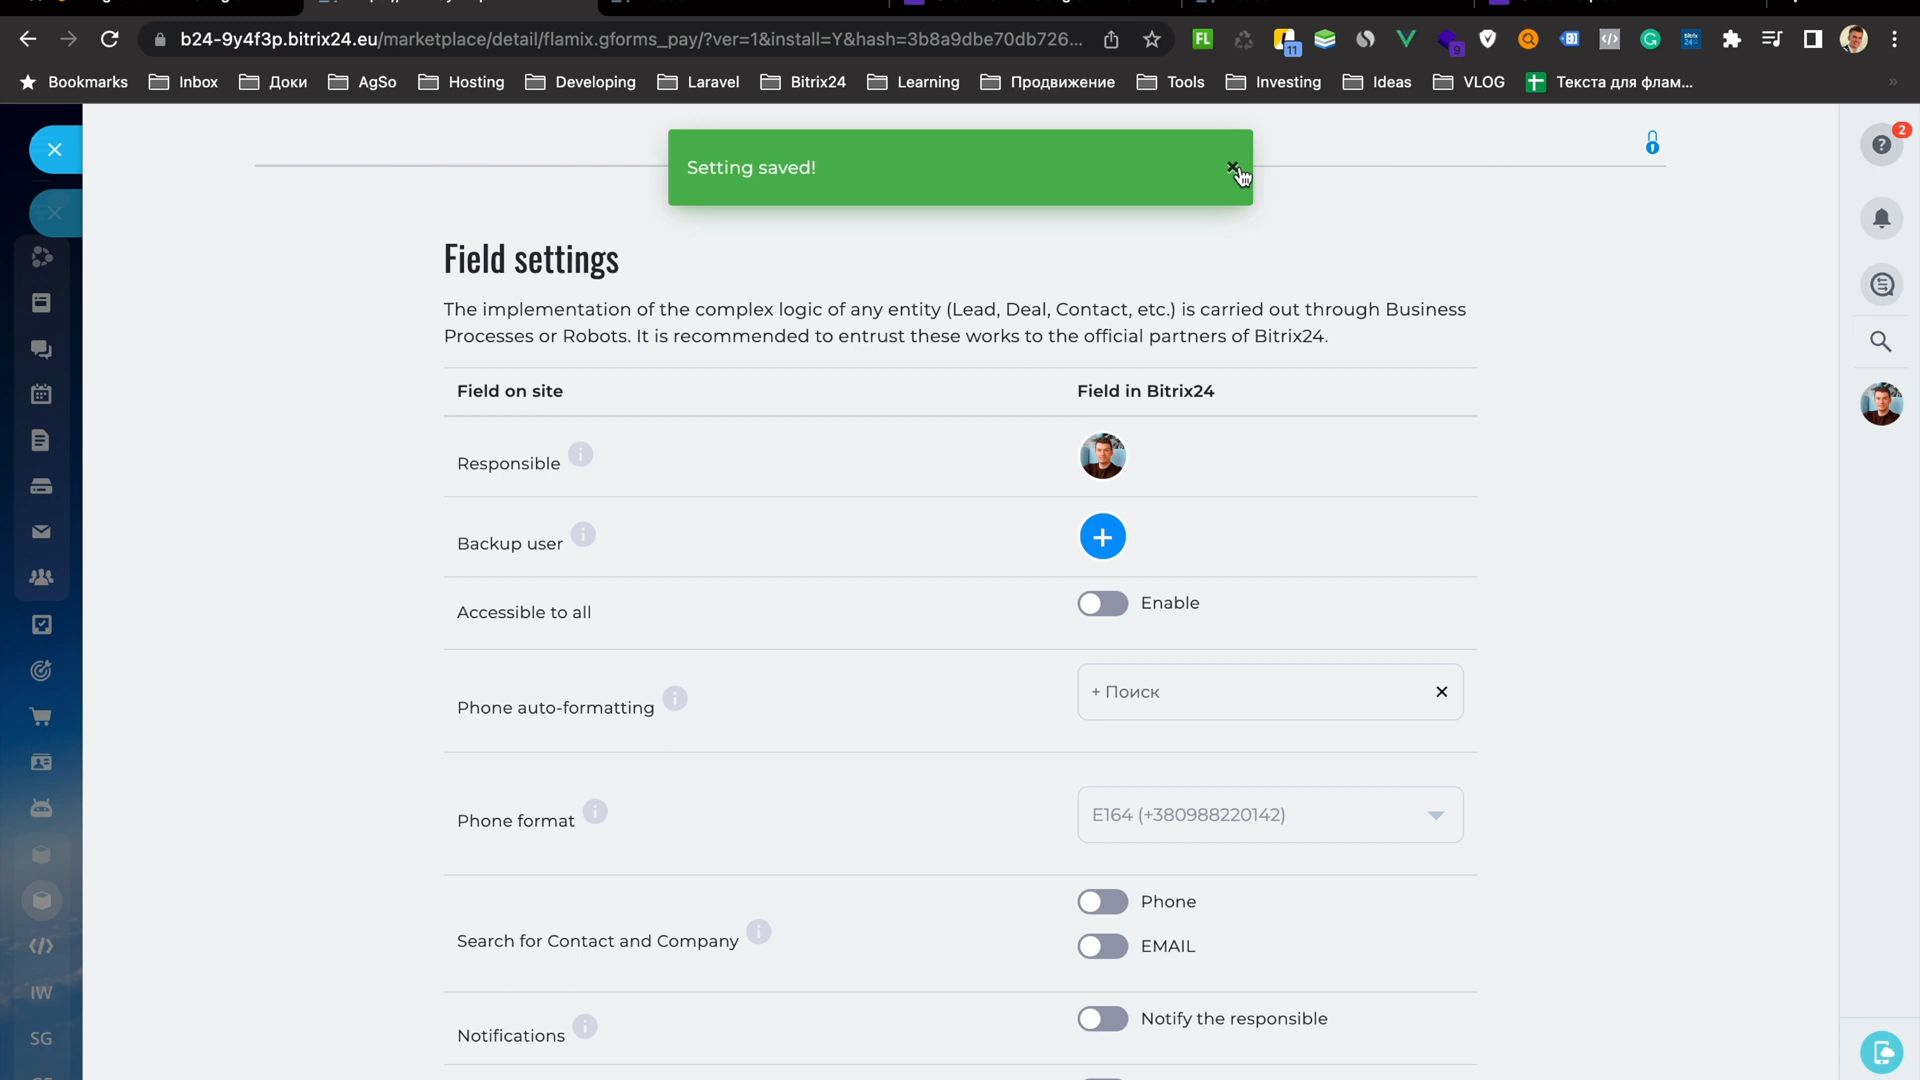 b24-9y4f3p.bitrix24.eu/marketplace/detail/flamix.gforms_pay/?ver=1&install=Y&hash=3b8a9dbe70db726...
FL
11
9
Bookmarks
Inbox
Доки
AgSo
Hosting
Developing
Laravel
Bitrix24
Learning
Продвижение
Tools
Investing
Ideas
VLOG
Текста для флам...
2
Setting saved!
Field settings
The implementation of the complex logic of any entity (Lead, Deal, Contact, etc.) is carried out through Business
Processes or Robots. It is recommended to entrust these works to the official partners of Bitrix24.
Field on site
Field in Bitrix24
Responsible
Backup user
Accessible to all
Enable
Phone auto-formatting
+ Поиск
Phone format
E164 (+380988220142)
Search for Contact and Company
Phone
EMAIL
Notifications
Notify the responsible
IW
SG